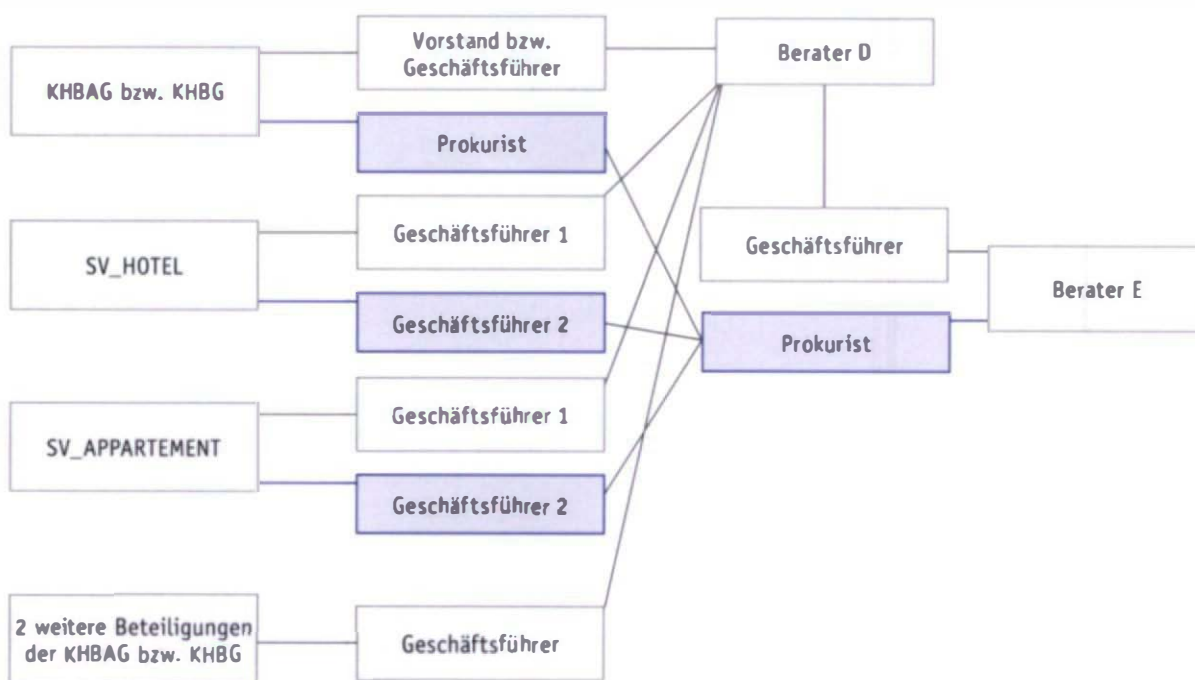 KHBAG bzw. KHBG
Vorstand bzw.
Geschäftsführer
Berater D
Prokurist
SV_HOTEL
Geschäftsführer 1
Geschäftsführer
Berater E
Geschäftsführer 2
Prokurist
SV_APPARTEMENT
Geschäftsführer 1
Geschäftsführer 2
2 weitere Beteiligungen
der KHBAG bzw. KHBG
Geschäftsführer